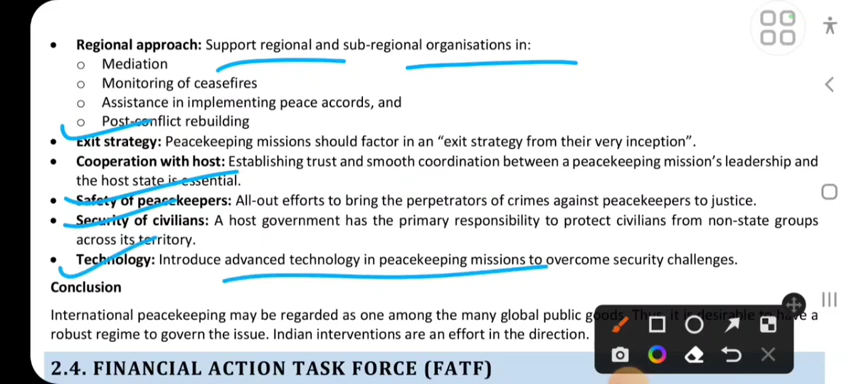 • Regional approach: Support regional and sub-regional organisations in:
o Mediation
o Monitoring of ceasefires
o Assistance in implementing peace accords, and
o Post-conflict rebuilding
• Exit strategy: Peacekeeping missions should factor in an “exit strategy from their very inception”.
• Cooperation with host: Establishing trust and smooth coordination between a peacekeeping mission’s leadership and
the host state is essential.
• Safety of peacekeepers: All-out efforts to bring the perpetrators of crimes against peacekeepers to justice.
• Security of civilians: A host government has the primary responsibility to protect civilians from non-state groups
across its territory.
• Technology: Introduce advanced technology in peacekeeping missions to overcome security challenges.
Conclusion
International peacekeeping may be regarded as one among the many global public goods. Thus, it is desirable to have a
robust regime to govern the issue. Indian interventions are an effort in the direction.
2.4. FINANCIAL ACTION TASK FORCE (FATF)